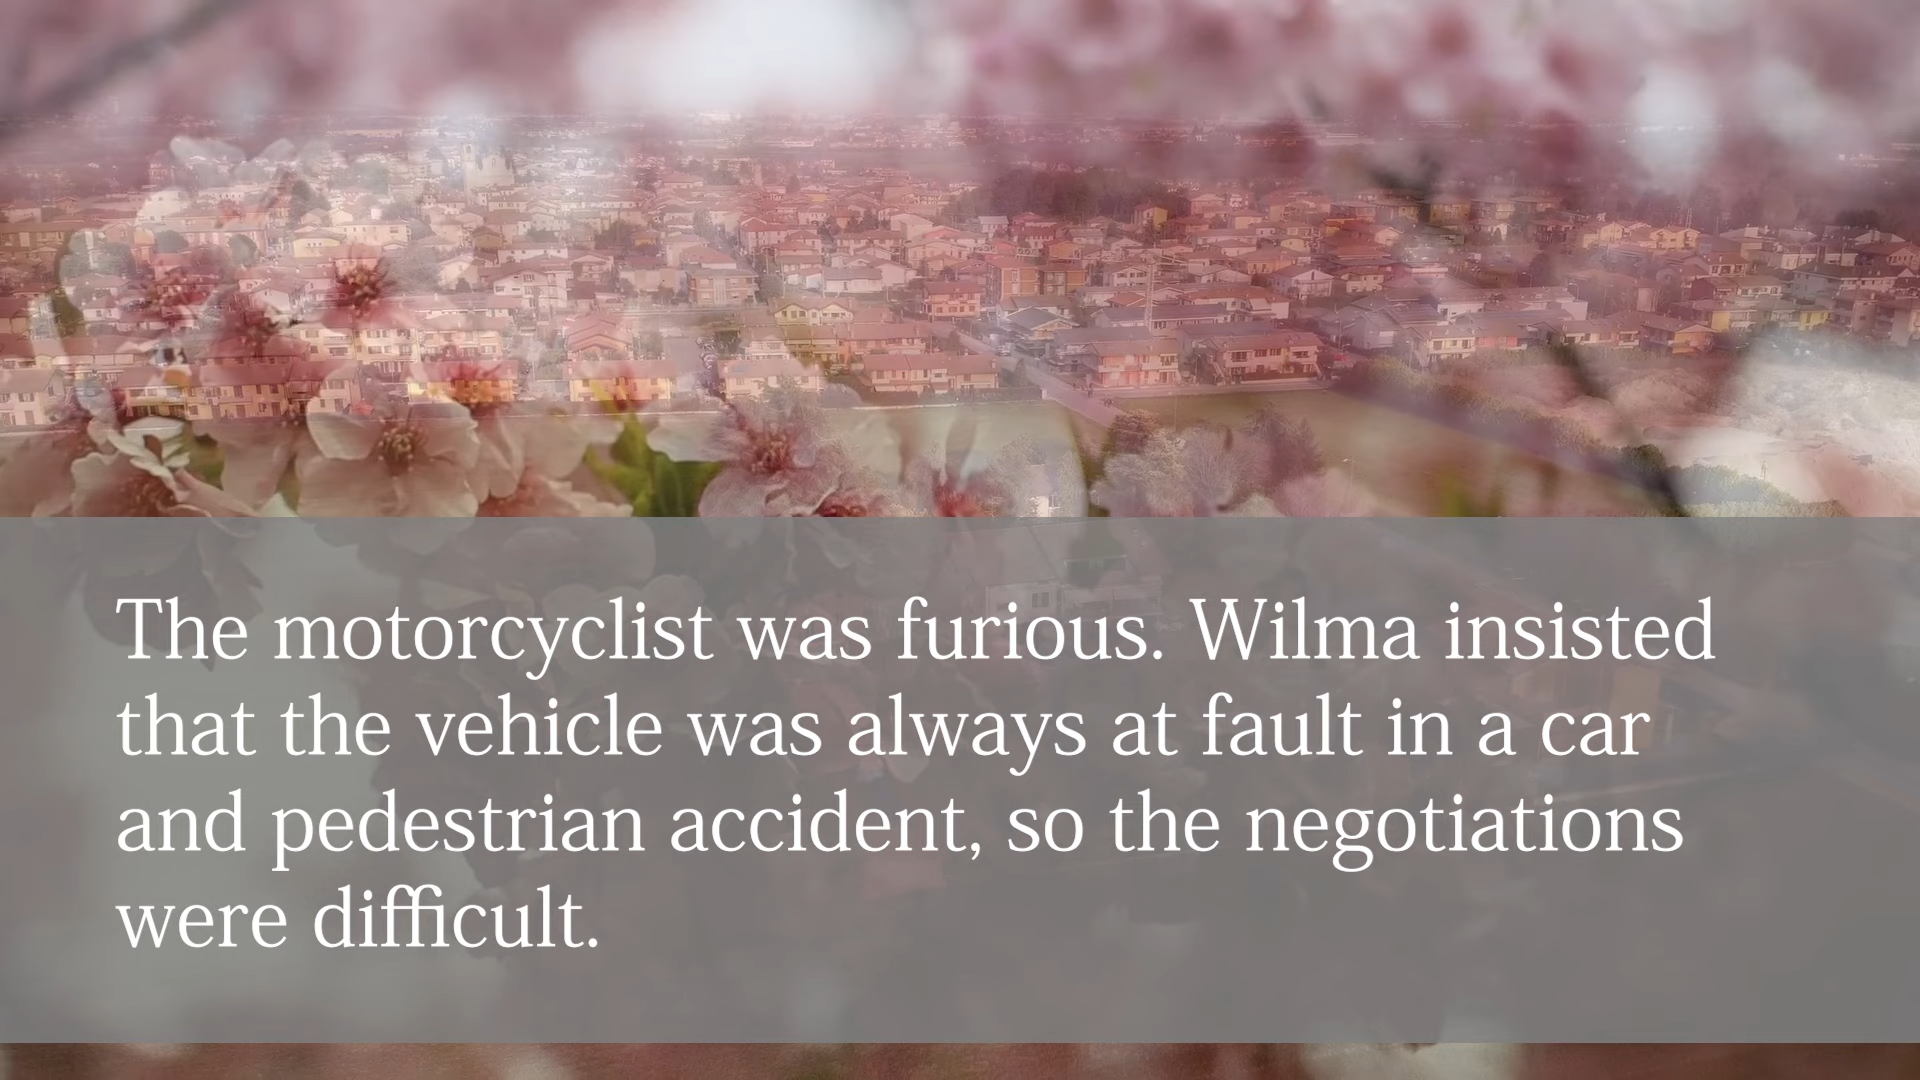 The motorcyclist was furious. Wilma insisted
that the vehicle was always at fault in a car
and pedestrian accident, so the negotiations
were difficult.